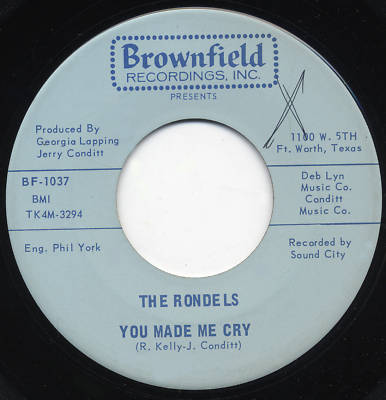 Brownfield
RECORDINGS, INC.
PRESENTS
Produced By
Georgia Lapping
Jerry Conditt
X
1100 W. 5TH
Ft. Worth, Texas
BF-1037
BMI
TK4M-3294
Deb Lyn
Music Co.
Conditt
Music Co.
Eng. Phil York
Recorded by
Sound City
THE RONDELS
YOU MADE ME CRY
(R. Kelly-J. Conditt)